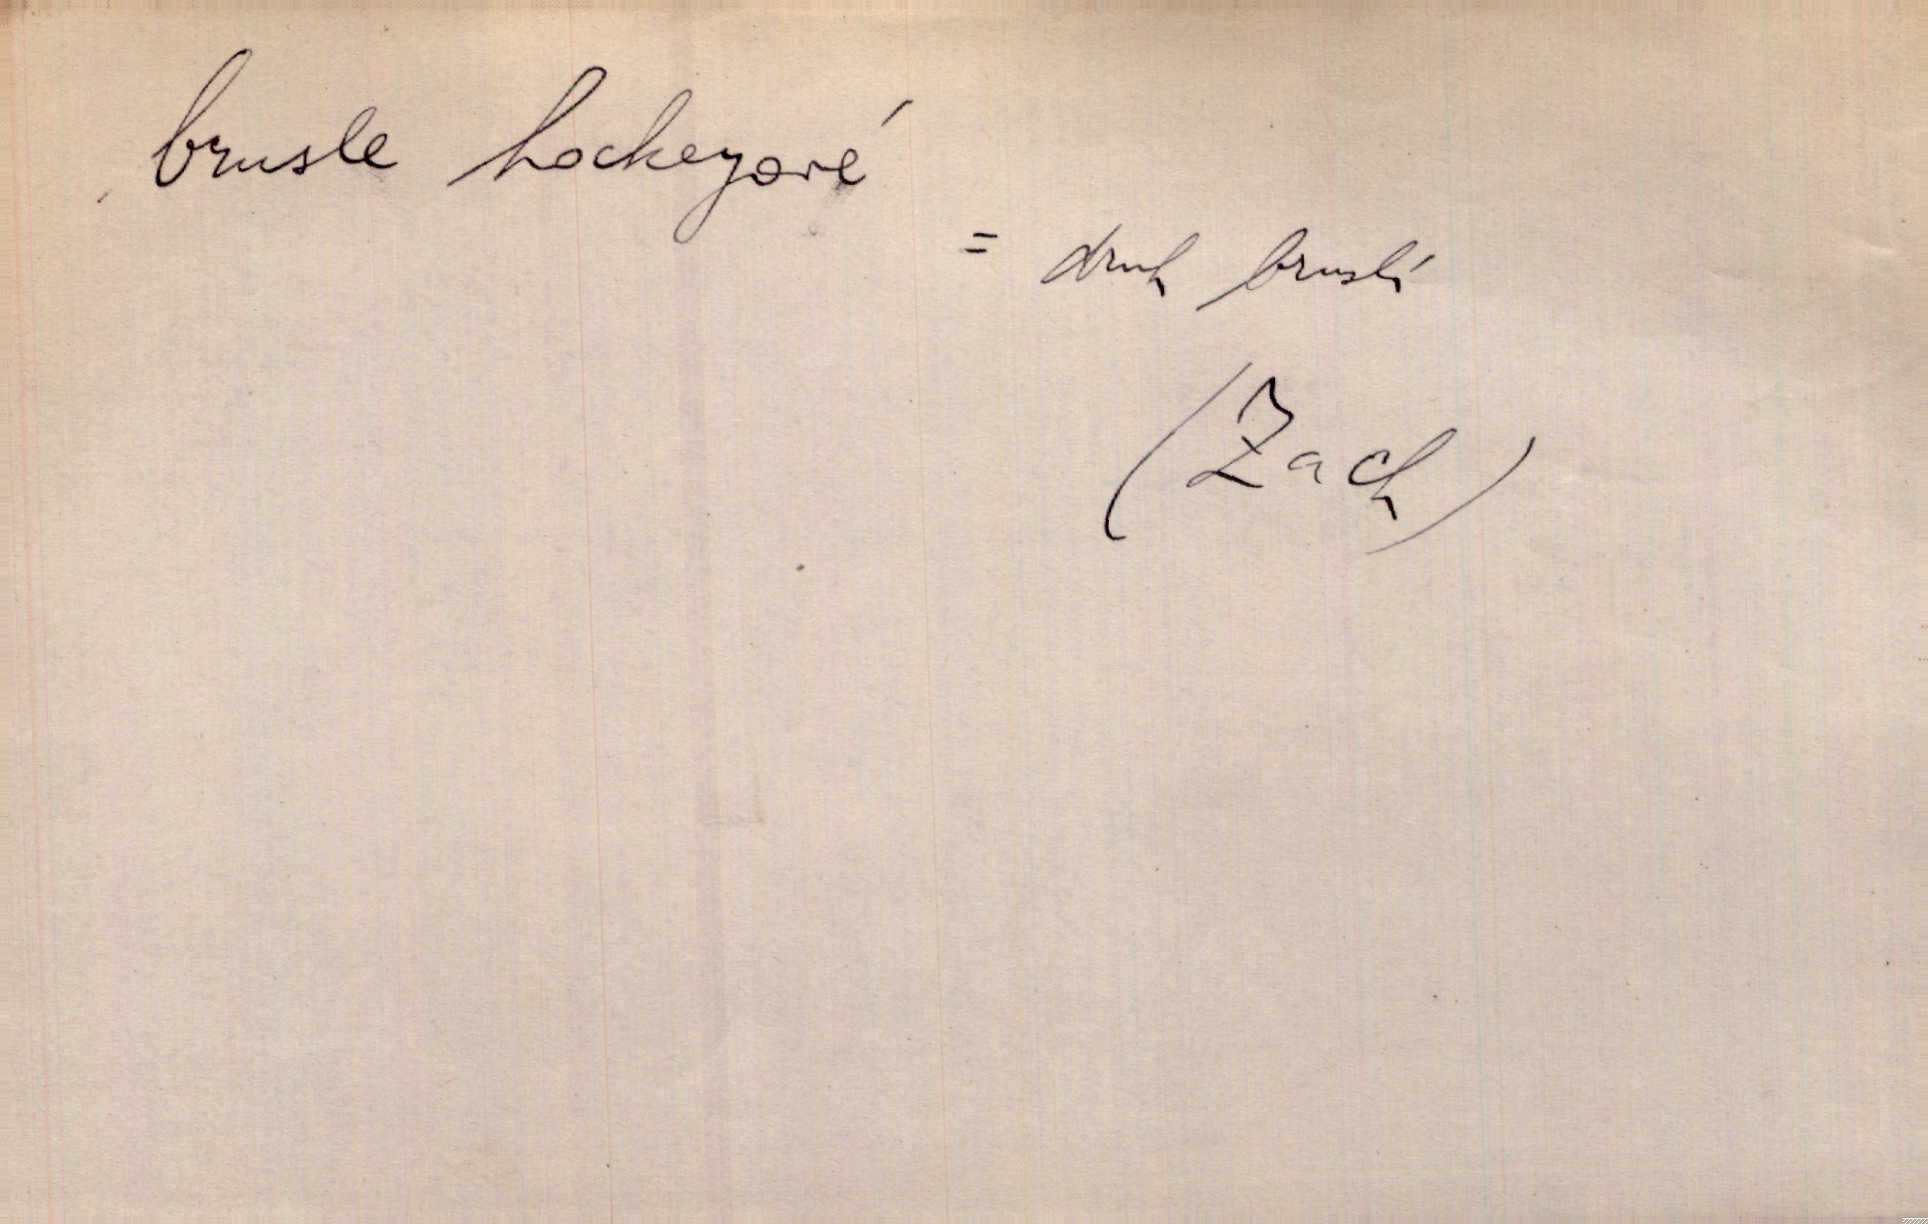 brusle hockeyové
= druh bruslí
(Zach)